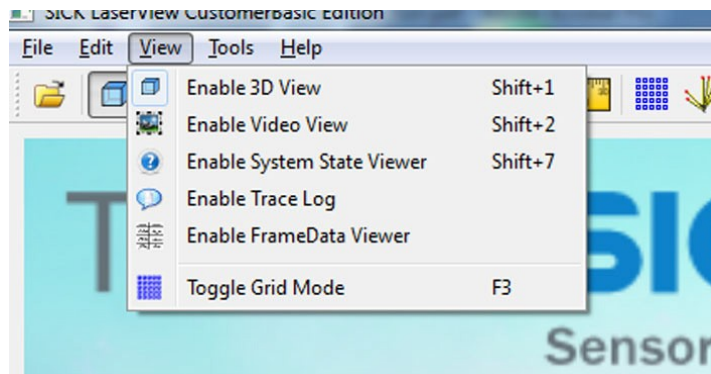 SICK LaserView CustomerBasic Edition
File Edit View Tools Help
Enable 3D View Shift+1
Enable Video View Shift+2
Enable System State Viewer Shift+7
Enable Trace Log
Enable FrameData Viewer
Toggle Grid Mode F3
T SIC
Sensor